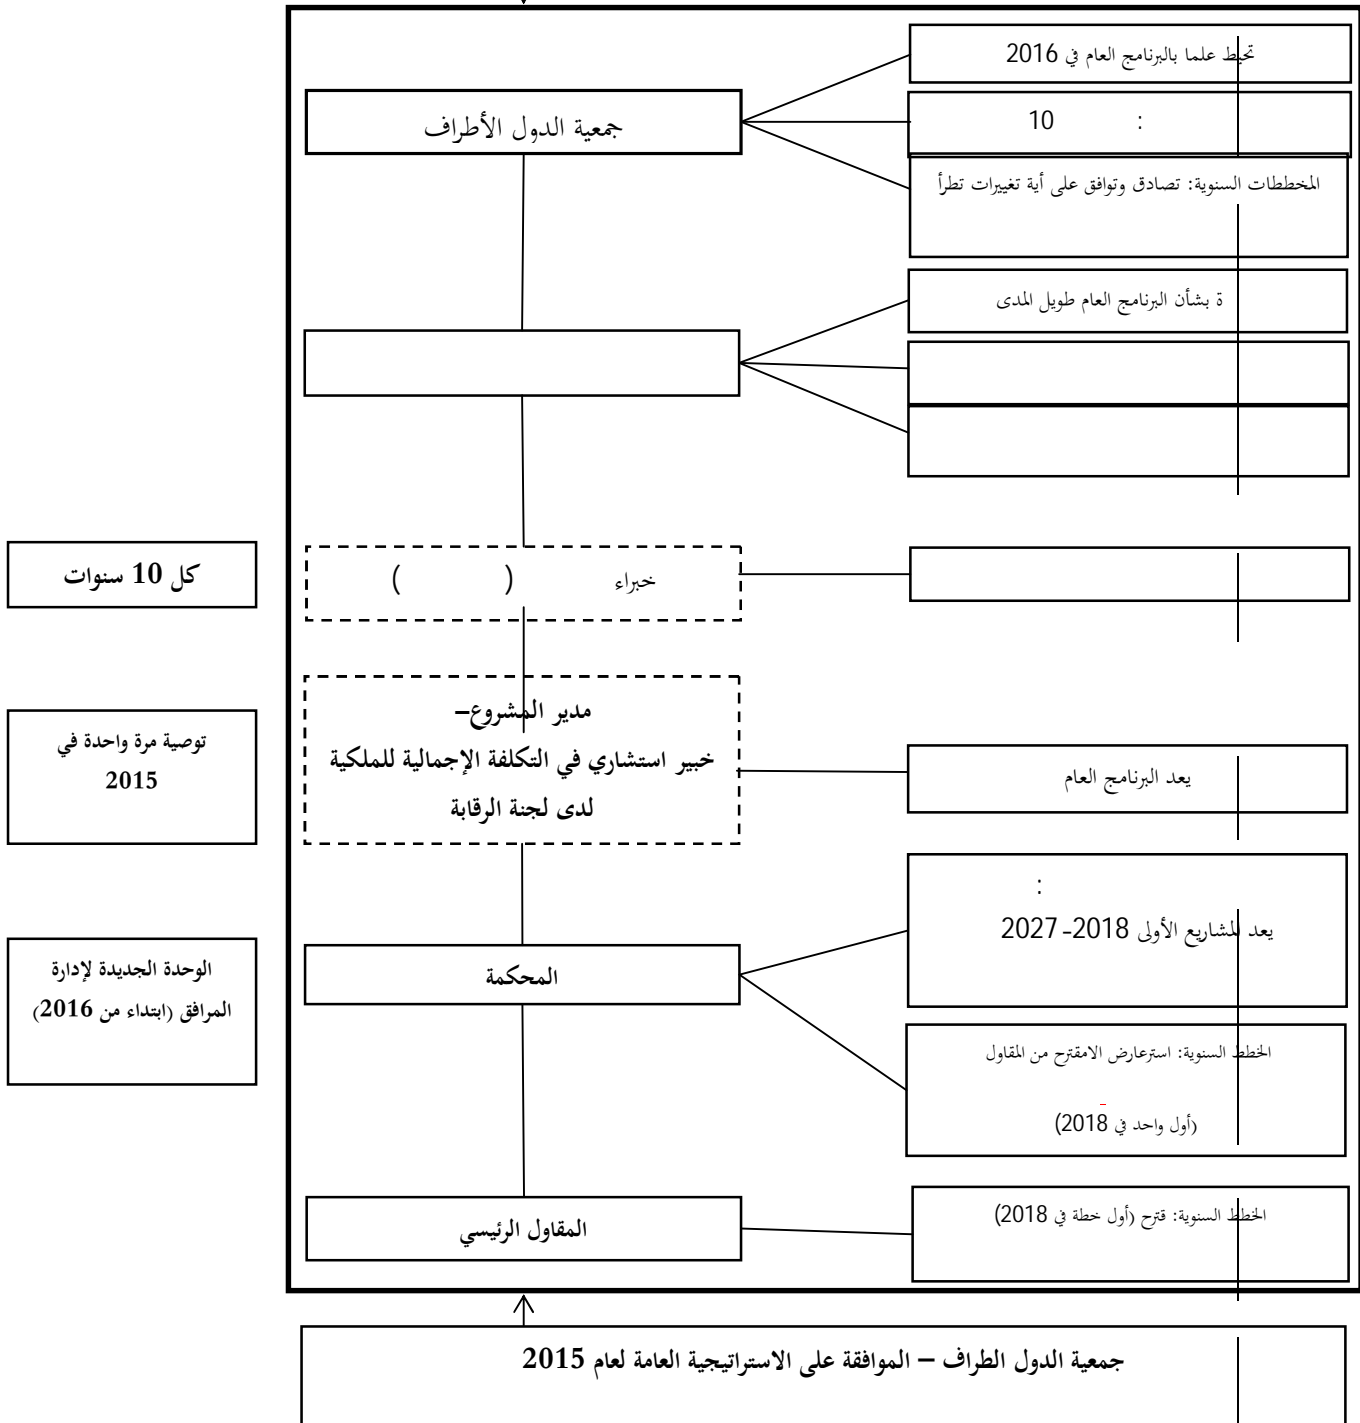 تحيط علما بالبرنامج العام في 2016
جمعية الدول الأطراف
: 10
المخططات السنوية: تصادق وتوافق على أية تغييرات تطرأ
ة بشأن البرنامج العام طويل المدى
كل 10 سنوات
خبراء ( )
توصية مرة واحدة في
2015
مدير المشروع–
خبير استشاري في التكلفة الإجمالية للملكية
لدى لجنة الرقابة
يعد البرنامج العام
الوحدة الجديدة لإدارة
المرافق (ابتداء من 2016)
المحكمة
:
يعد المشاريع الأولى 2018-2027
الخطط السنوية: استرعارض الامقترح من المقاول
(أول واحد في 2018)
المقاول الرئيسي
الخطط السنوية: قترح (أول خطة في 2018)
جمعية الدول الطراف – الموافقة على الاستراتيجية العامة لعام 2015